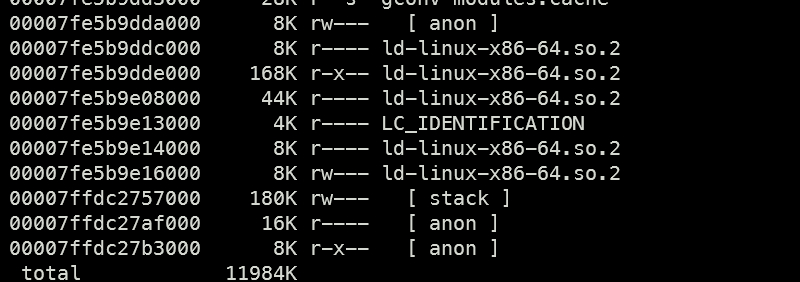 00007fe5b9dda000 8K rw--- [ anon ]
00007fe5b9ddc000 8K r---- ld-linux-x86-64.so.2
00007fe5b9dde000 168K r-x-- ld-linux-x86-64.so.2
00007fe5b9e08000 44K r---- ld-linux-x86-64.so.2
00007fe5b9e13000 4K r---- LC_IDENTIFICATION
00007fe5b9e14000 8K r---- ld-linux-x86-64.so.2
00007fe5b9e16000 8K rw--- ld-linux-x86-64.so.2
00007ffdc2757000 180K rw--- [ stack ]
00007ffdc27af000 16K r---- [ anon ]
00007ffdc27b3000 8K r-x-- [ anon ]
total 11984K